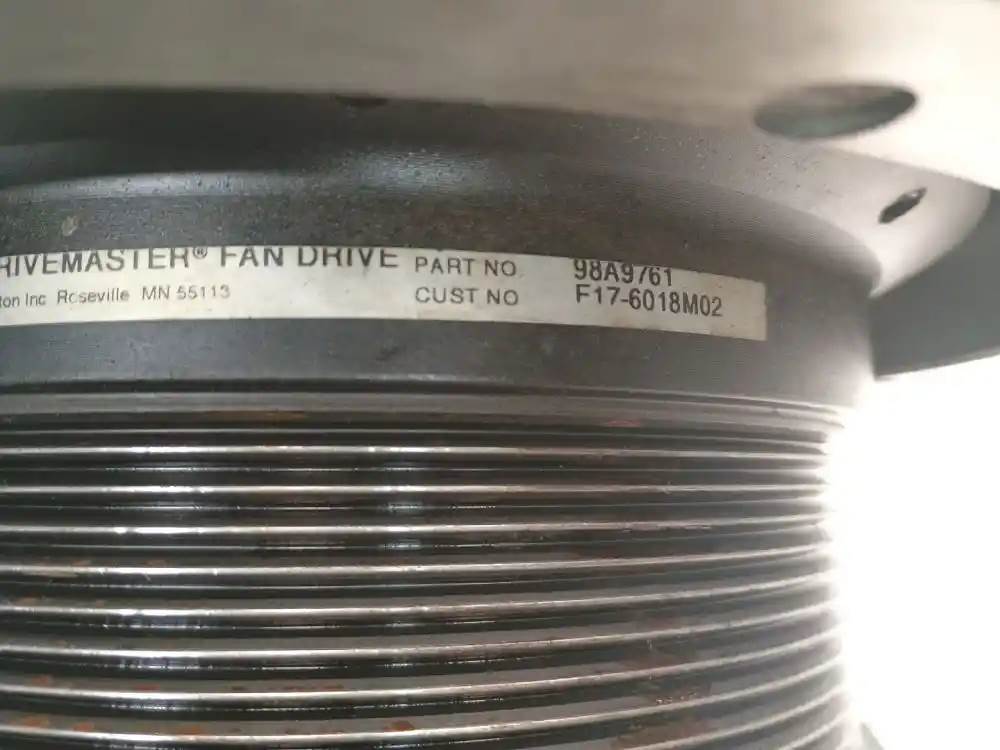 RIVEMASTER® FAN DRIVE PART NO. 98A9761
ton Inc Roseville MN 55113 CUST NO F17-6018M02